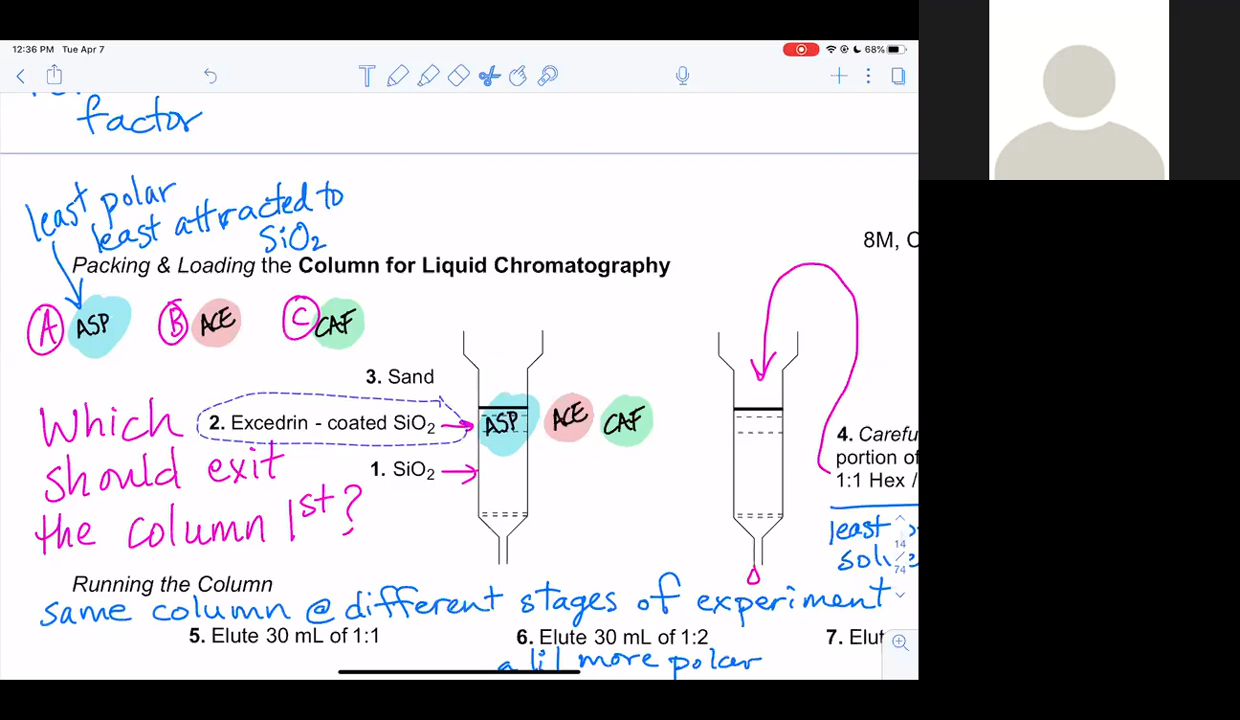 12:36 PM Tue Apr 7
68%
factor
least polar
least attracted to
SiO2
8M, C
Packing & Loading the Column for Liquid Chromatography
A ASP B ACE C CAF
3. Sand
Which
2. Excedrin - coated SiO2
ASP ACE CAF
4. Carefu
portion of
1:1 Hex /
should exit
1. SiO2
the column 1st?
least
14
74
Running the Column
same column @ different stages of experiment
5. Elute 30 mL of 1:1
6. Elute 30 mL of 1:2
7. Elut
a lil more polar